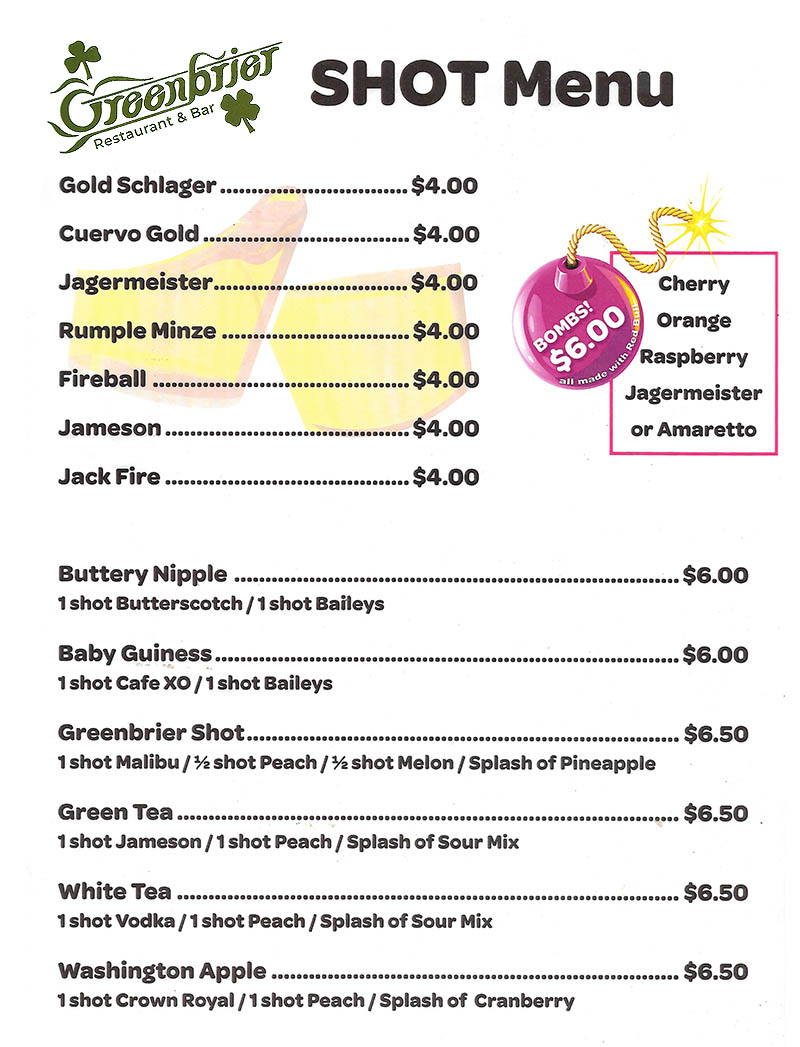 Greenbrier
Restaurant & Bar
SHOT Menu
Gold Schlager .............................. $4.00
Cuervo Gold ................................. $4.00
Jagermeister............................... $4.00
Rumple Minze .............................. $4.00
Fireball ......................................... $4.00
Jameson ....................................... $4.00
Jack Fire ....................................... $4.00
BOMBS!
$6.00
all made with Red Bull
Cherry
Orange
Raspberry
Jagermeister
or Amaretto
Buttery Nipple ....................................................................... $6.00
1 shot Butterscotch / 1 shot Baileys
Baby Guiness .......................................................................... $6.00
1 shot Cafe XO / 1 shot Baileys
Greenbrier Shot ..................................................................... $6.50
1 shot Malibu / ½ shot Peach / ½ shot Melon / Splash of Pineapple
Green Tea ................................................................................ $6.50
1 shot Jameson / 1 shot Peach / Splash of Sour Mix
White Tea ................................................................................ $6.50
1 shot Vodka / 1 shot Peach / Splash of Sour Mix
Washington Apple ................................................................. $6.50
1 shot Crown Royal / 1 shot Peach / Splash of Cranberry